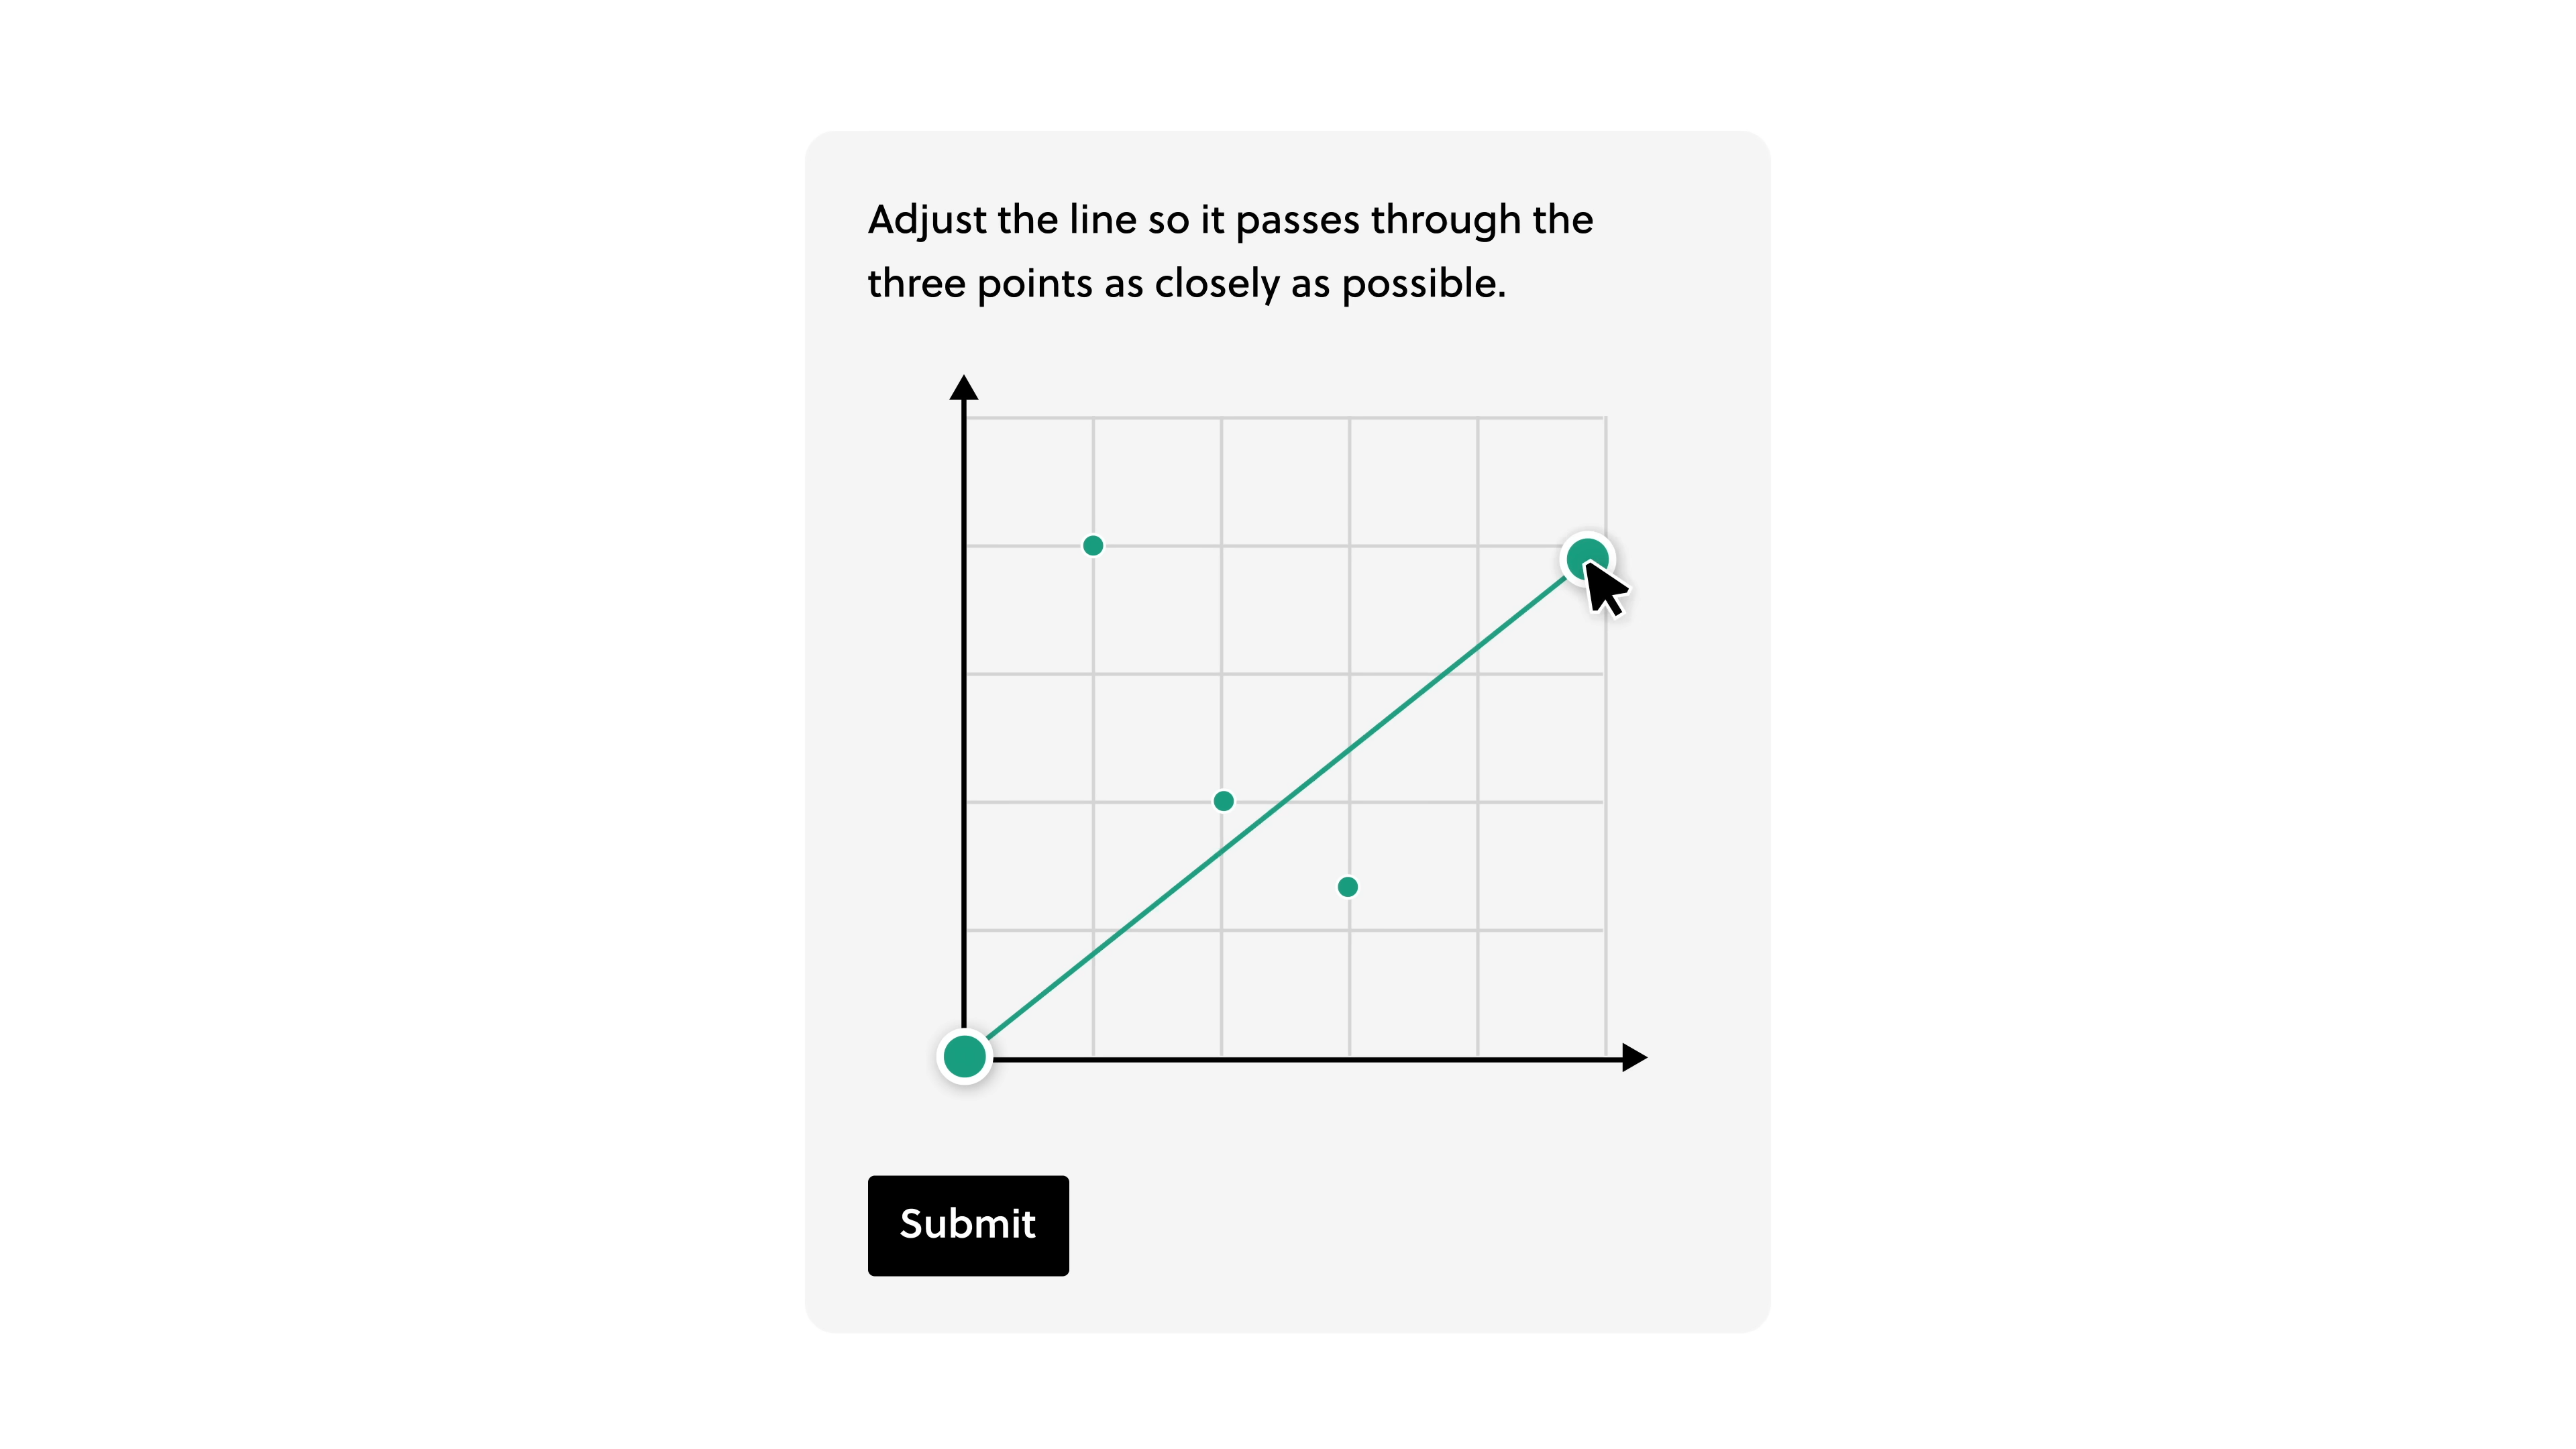 Adjust the line so it passes through the
three points as closely as possible.
Submit